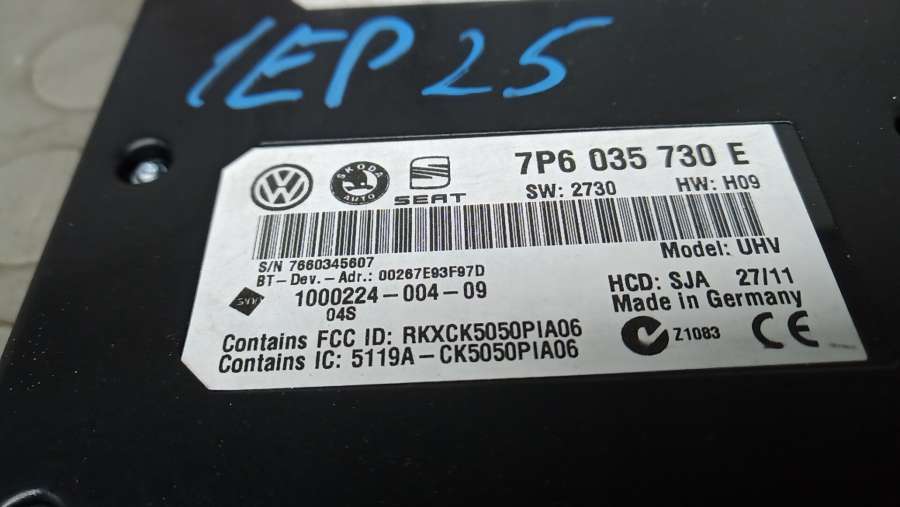 1EP25
7P6 035 730 E
SKODA
AUTO
SEAT
SW: 2730 HW: H09
Model: UHV
S/N 7660345607
BT-Dev.-Adr.: 00267E93F97D
HCD: SJA 27/11
1000224-004-09
04S
Made in Germany
Contains FCC ID: RKXCK5050PIA06
Z1083 CE
Contains IC: 5119A-CK5050PIA06